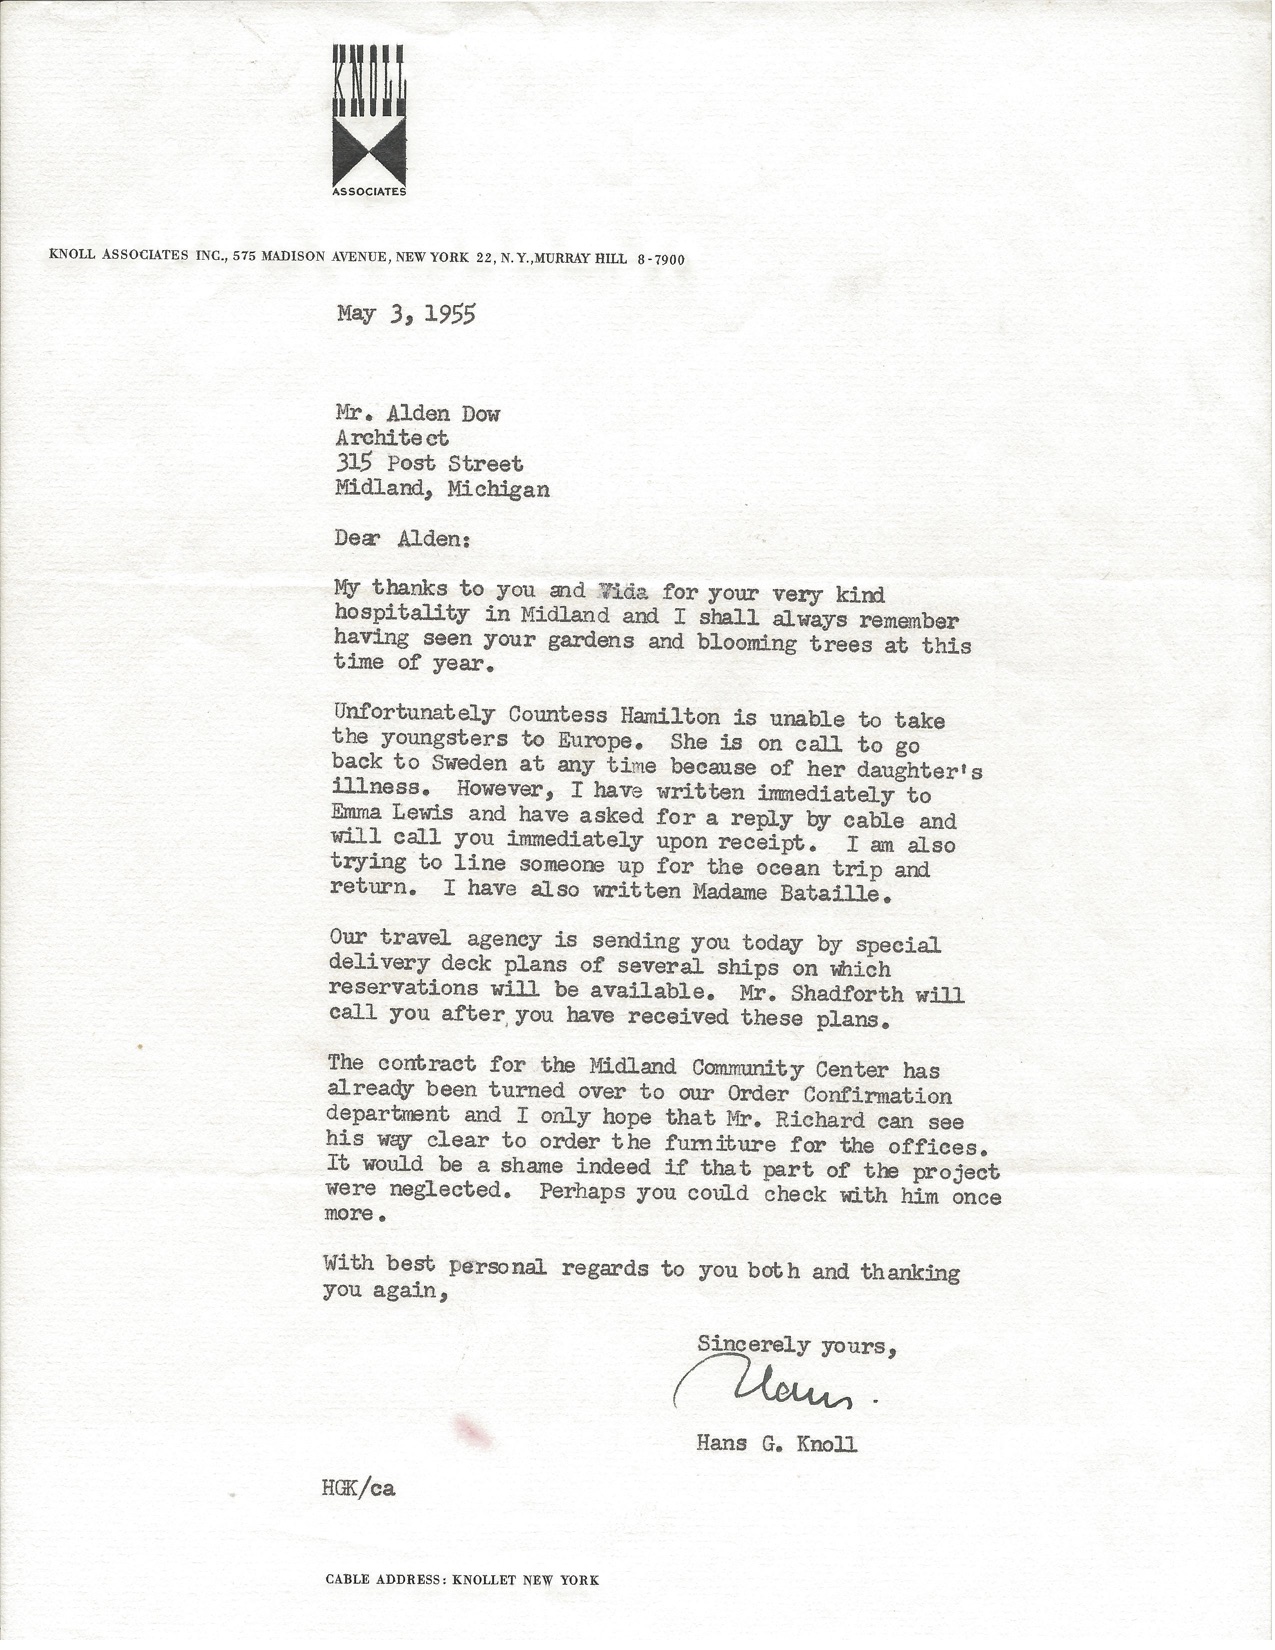 KNOLL
ASSOCIATES
KNOLL ASSOCIATES INC., 575 MADISON AVENUE, NEW YORK 22, N.Y., MURRAY HILL 8-7900
May 3, 1955
Mr. Alden Dow
Architect
315 Post Street
Midland, Michigan
Dear Alden:
My thanks to you and Vida for your very kind
hospitality in Midland and I shall always remember
having seen your gardens and blooming trees at this
time of year.
Unfortunately Countess Hamilton is unable to take
the youngsters to Europe. She is on call to go
back to Sweden at any time because of her daughter's
illness. However, I have written immediately to
Emma Lewis and have asked for a reply by cable and
will call you immediately upon receipt. I am also
trying to line someone up for the ocean trip and
return. I have also written Madame Bataille.
Our travel agency is sending you today by special
delivery deck plans of several ships on which
reservations will be available. Mr. Shadforth will
call you after you have received these plans.
The contract for the Midland Community Center has
already been turned over to our Order Confirmation
department and I only hope that Mr. Richard can see
his way clear to order the furniture for the offices.
It would be a shame indeed if that part of the project
were neglected. Perhaps you could check with him once
more.
With best personal regards to you both and thanking
you again,
Sincerely yours,
Hans.
Hans G. Knoll
HGK/ca
CABLE ADDRESS: KNOLLET NEW YORK